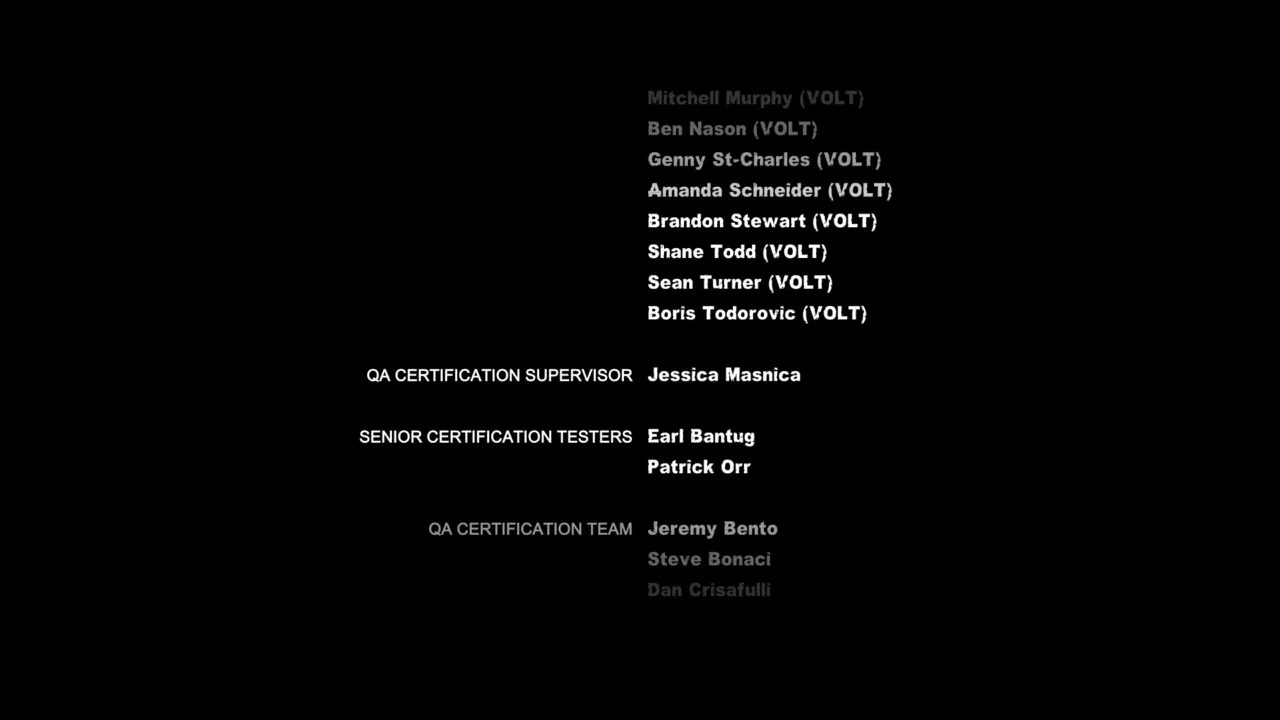 Mitchell Murphy (VOLT)
Ben Nason (VOLT)
Genny St-Charles (VOLT)
Amanda Schneider (VOLT)
Brandon Stewart (VOLT)
Shane Todd (VOLT)
Sean Turner (VOLT)
Boris Todorovic (VOLT)
QA CERTIFICATION SUPERVISOR Jessica Masnica
SENIOR CERTIFICATION TESTERS Earl Bantug
Patrick Orr
QA CERTIFICATION TEAM Jeremy Bento
Steve Bonaci
Dan Crisafulli